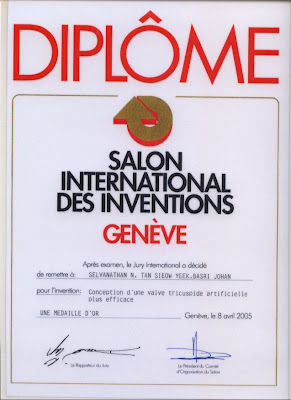 DIPLÔME
SALON
INTERNATIONAL
DES INVENTIONS
GENÈVE
Après examen, le Jury International a décidé
de remettre à: SELVANATHAN N. TAN SIEOW YEEK.BASRI JOHAN
pour l'invention: Conception d'une valve tricuspide artificielle
plus efficace
UNE MEDAILLE D'OR Genève, le 8 avril 2005
Le Rapporteur du Jury
Le Président du Comité
d'Organisation du Salon